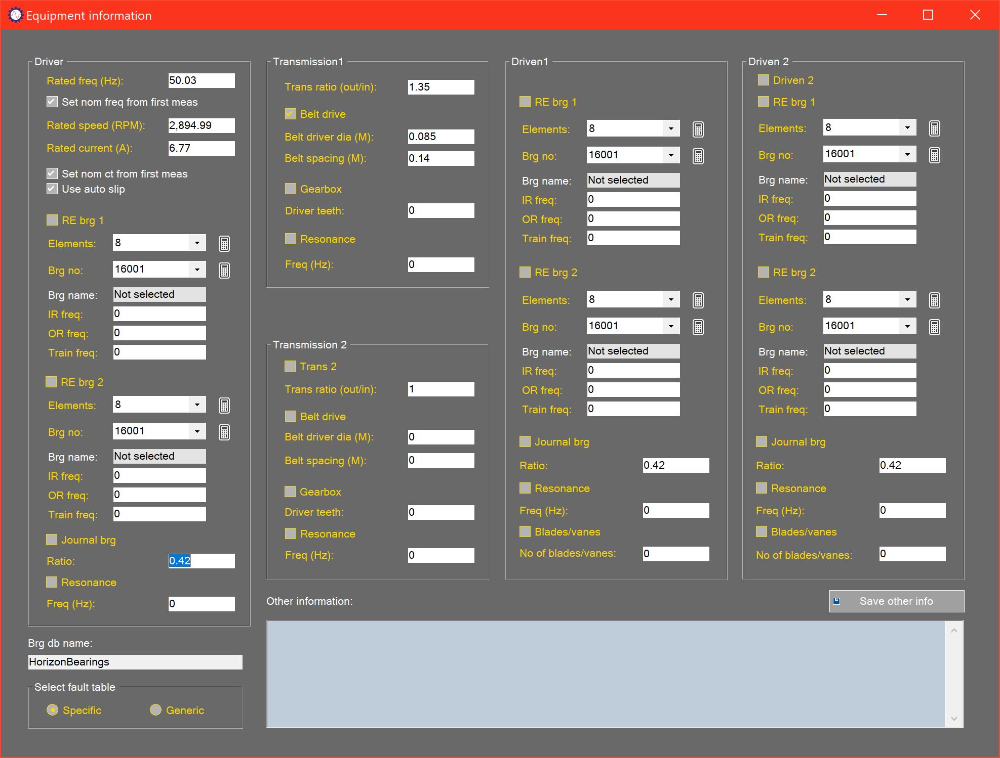 Equipment information
Driver
Rated freq (Hz): 50.03
Set nom freq from first meas
Rated speed (RPM): 2,894.99
Rated current (A): 6.77
Set nom ct from first meas
Use auto slip
RE brg 1
Elements: 8
Brg no: 16001
Brg name: Not selected
IR freq: 0
OR freq: 0
Train freq: 0
RE brg 2
Elements: 8
Brg no: 16001
Brg name: Not selected
IR freq: 0
OR freq: 0
Train freq: 0
Journal brg
Ratio: 0.42
Resonance
Freq (Hz): 0
Brg db name:
HorizonBearings
Select fault table
Specific Generic
Transmission1
Trans ratio (out/in): 1.35
Belt drive
Belt driver dia (M): 0.085
Belt spacing (M): 0.14
Gearbox
Driver teeth: 0
Resonance
Freq (Hz): 0
Transmission 2
Trans 2
Trans ratio (out/in): 1
Belt drive
Belt driver dia (M): 0
Belt spacing (M): 0
Gearbox
Driver teeth: 0
Resonance
Freq (Hz): 0
Driven1
RE brg 1
Elements: 8
Brg no: 16001
Brg name: Not selected
IR freq: 0
OR freq: 0
Train freq: 0
RE brg 2
Elements: 8
Brg no: 16001
Brg name: Not selected
IR freq: 0
OR freq: 0
Train freq: 0
Journal brg
Ratio: 0.42
Resonance
Freq (Hz): 0
Blades/vanes
No of blades/vanes: 0
Driven 2
Driven 2
RE brg 1
Elements: 8
Brg no: 16001
Brg name: Not selected
IR freq: 0
OR freq: 0
Train freq: 0
RE brg 2
Elements: 8
Brg no: 16001
Brg name: Not selected
IR freq: 0
OR freq: 0
Train freq: 0
Journal brg
Ratio: 0.42
Resonance
Freq (Hz): 0
Blades/vanes
No of blades/vanes: 0
Other information:
Save other info